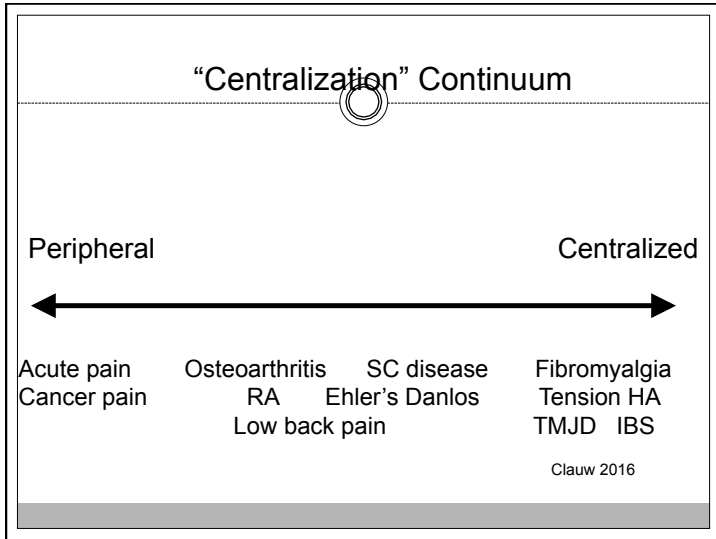 “Centralization” Continuum
Peripheral Centralized
Acute pain Osteoarthritis SC disease Fibromyalgia
Cancer pain RA Ehler’s Danlos Tension HA
Low back pain TMJD IBS
Clauw 2016